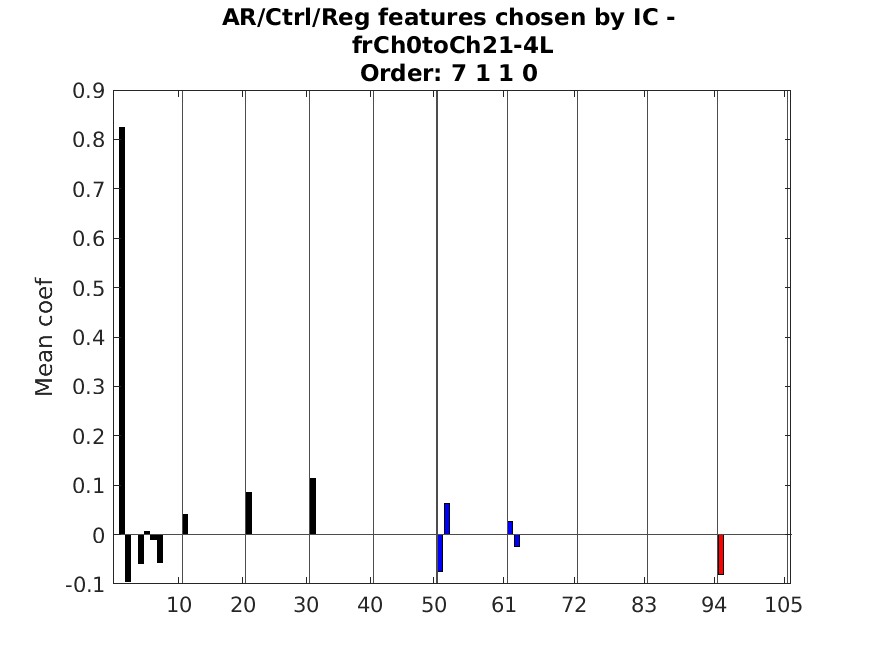 AR/Ctrl/Reg features chosen by IC -
frCh0toCh21-4L
Order: 7 1 1 0
0.9
0.8
0.7
0.6
0.5
0.4
0.3
0.2
0.1
0
-0.1
Mean coef
10 20 30 40 50 61 72 83 94 105